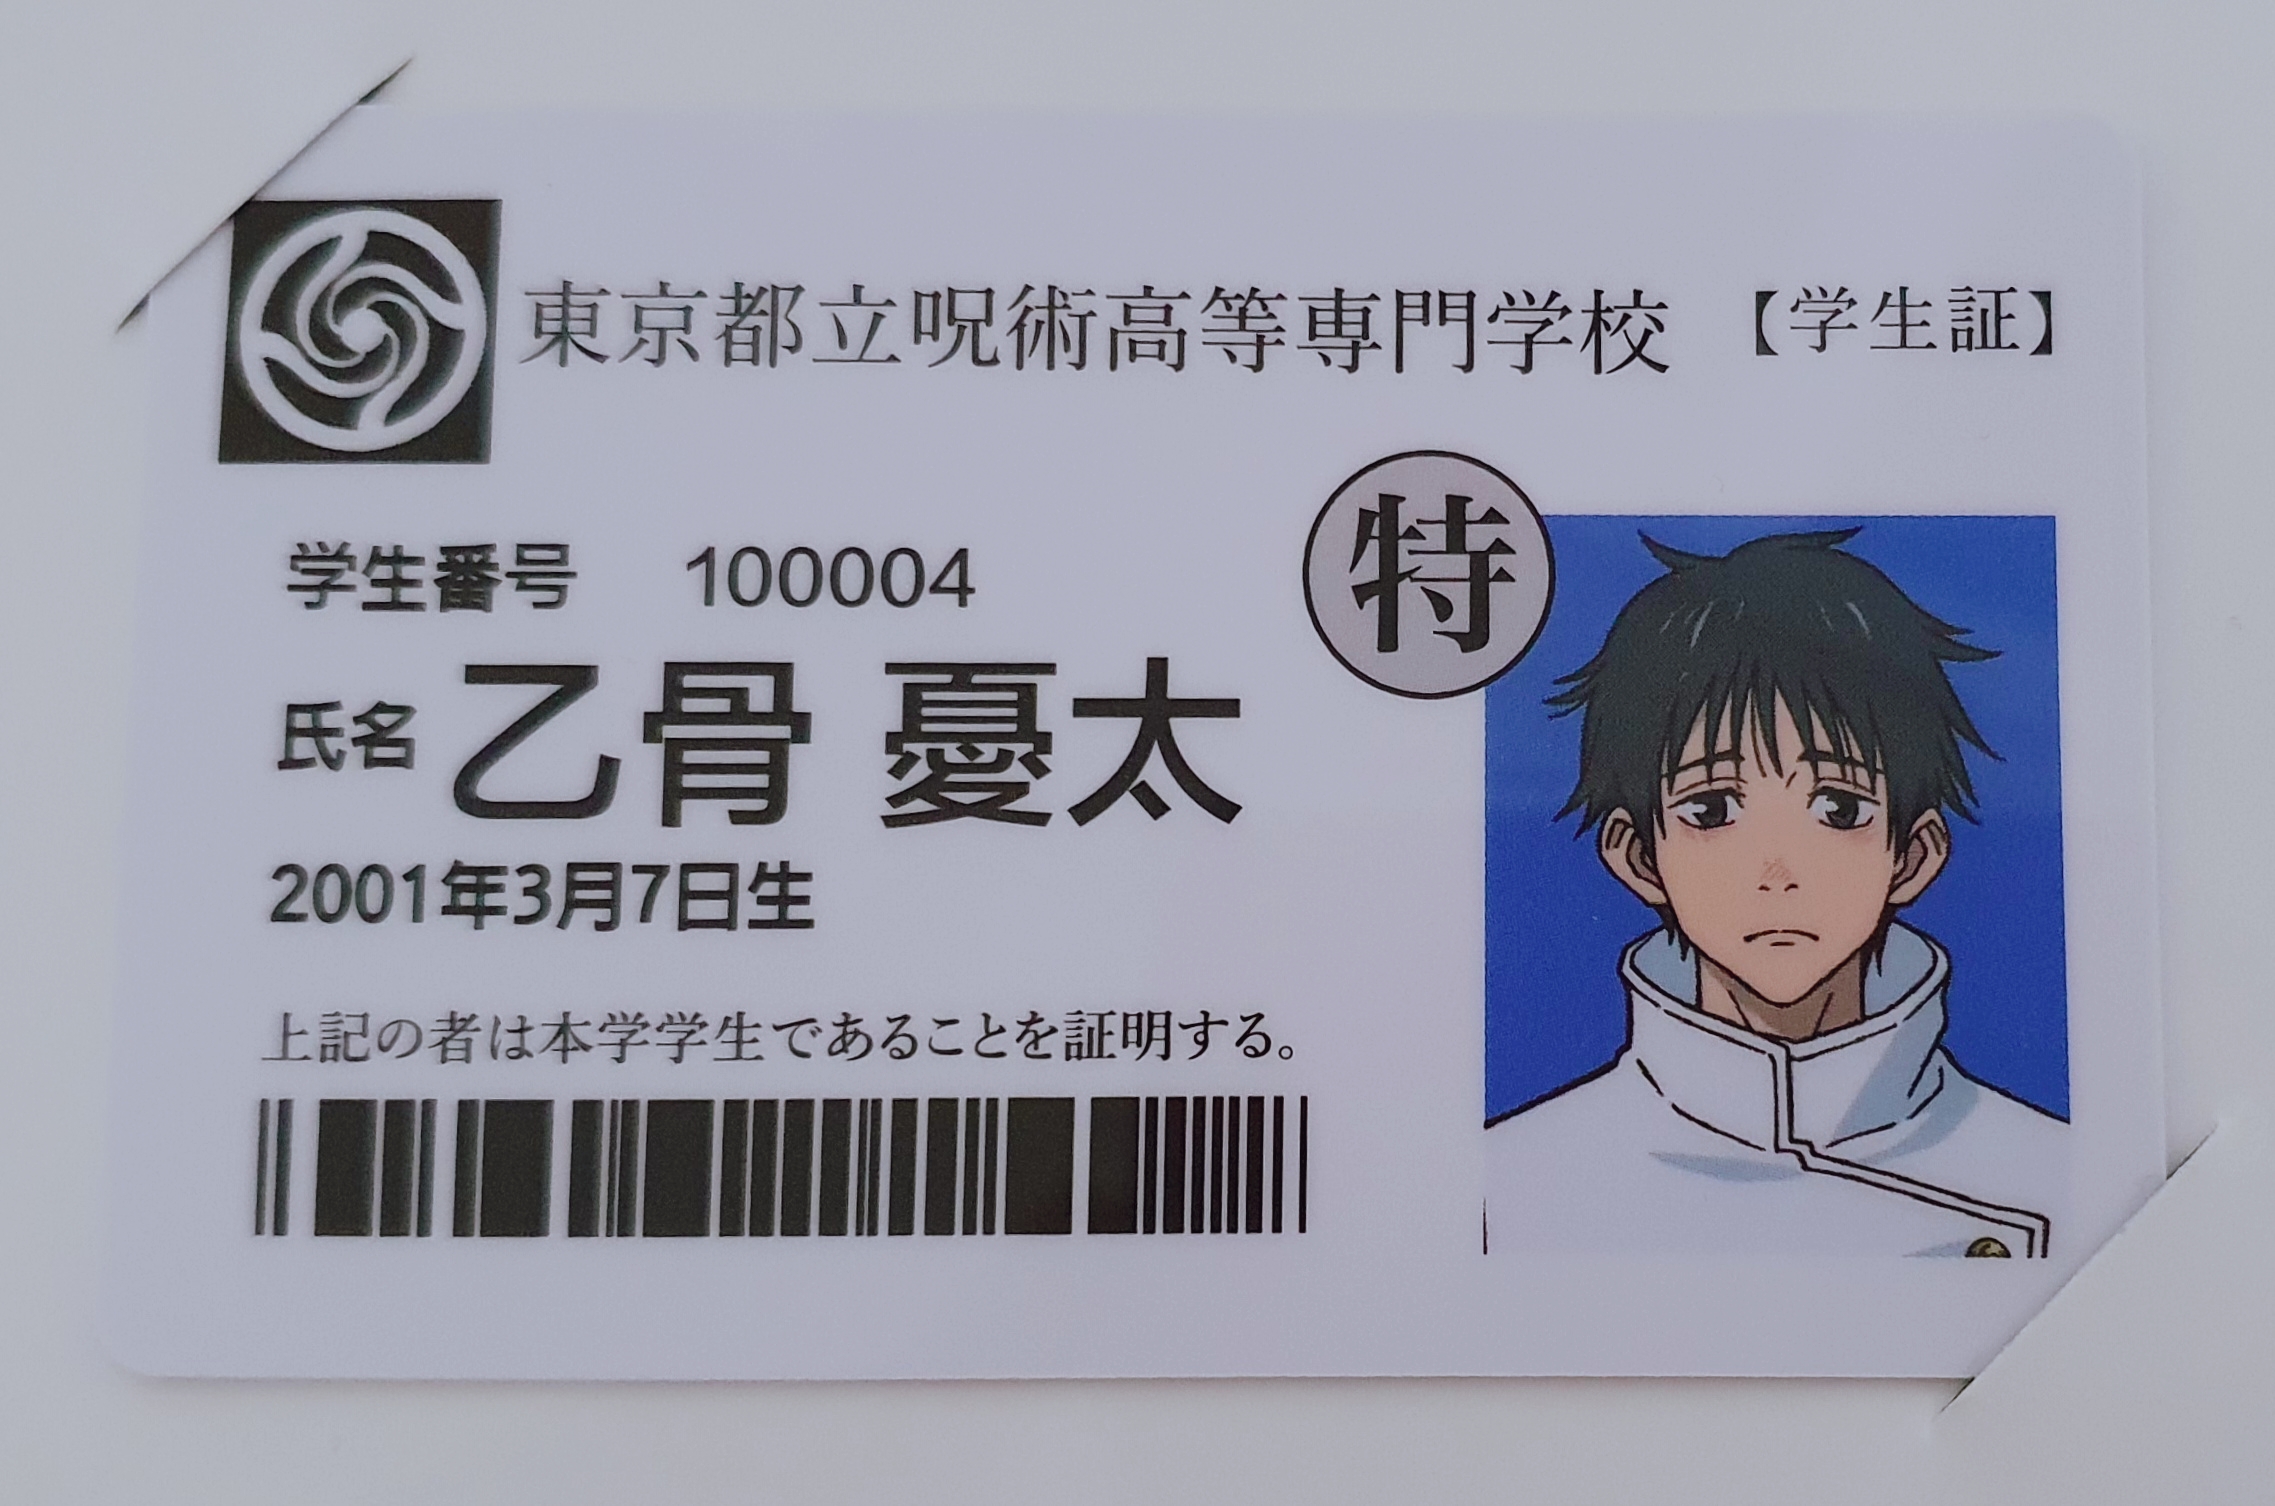 東京都立呪術高等専門学校 【学生証】
特
学生番号 100004
氏名 乙骨 憂太
2001年3月7日生
上記の者は本学学生であることを証明する。